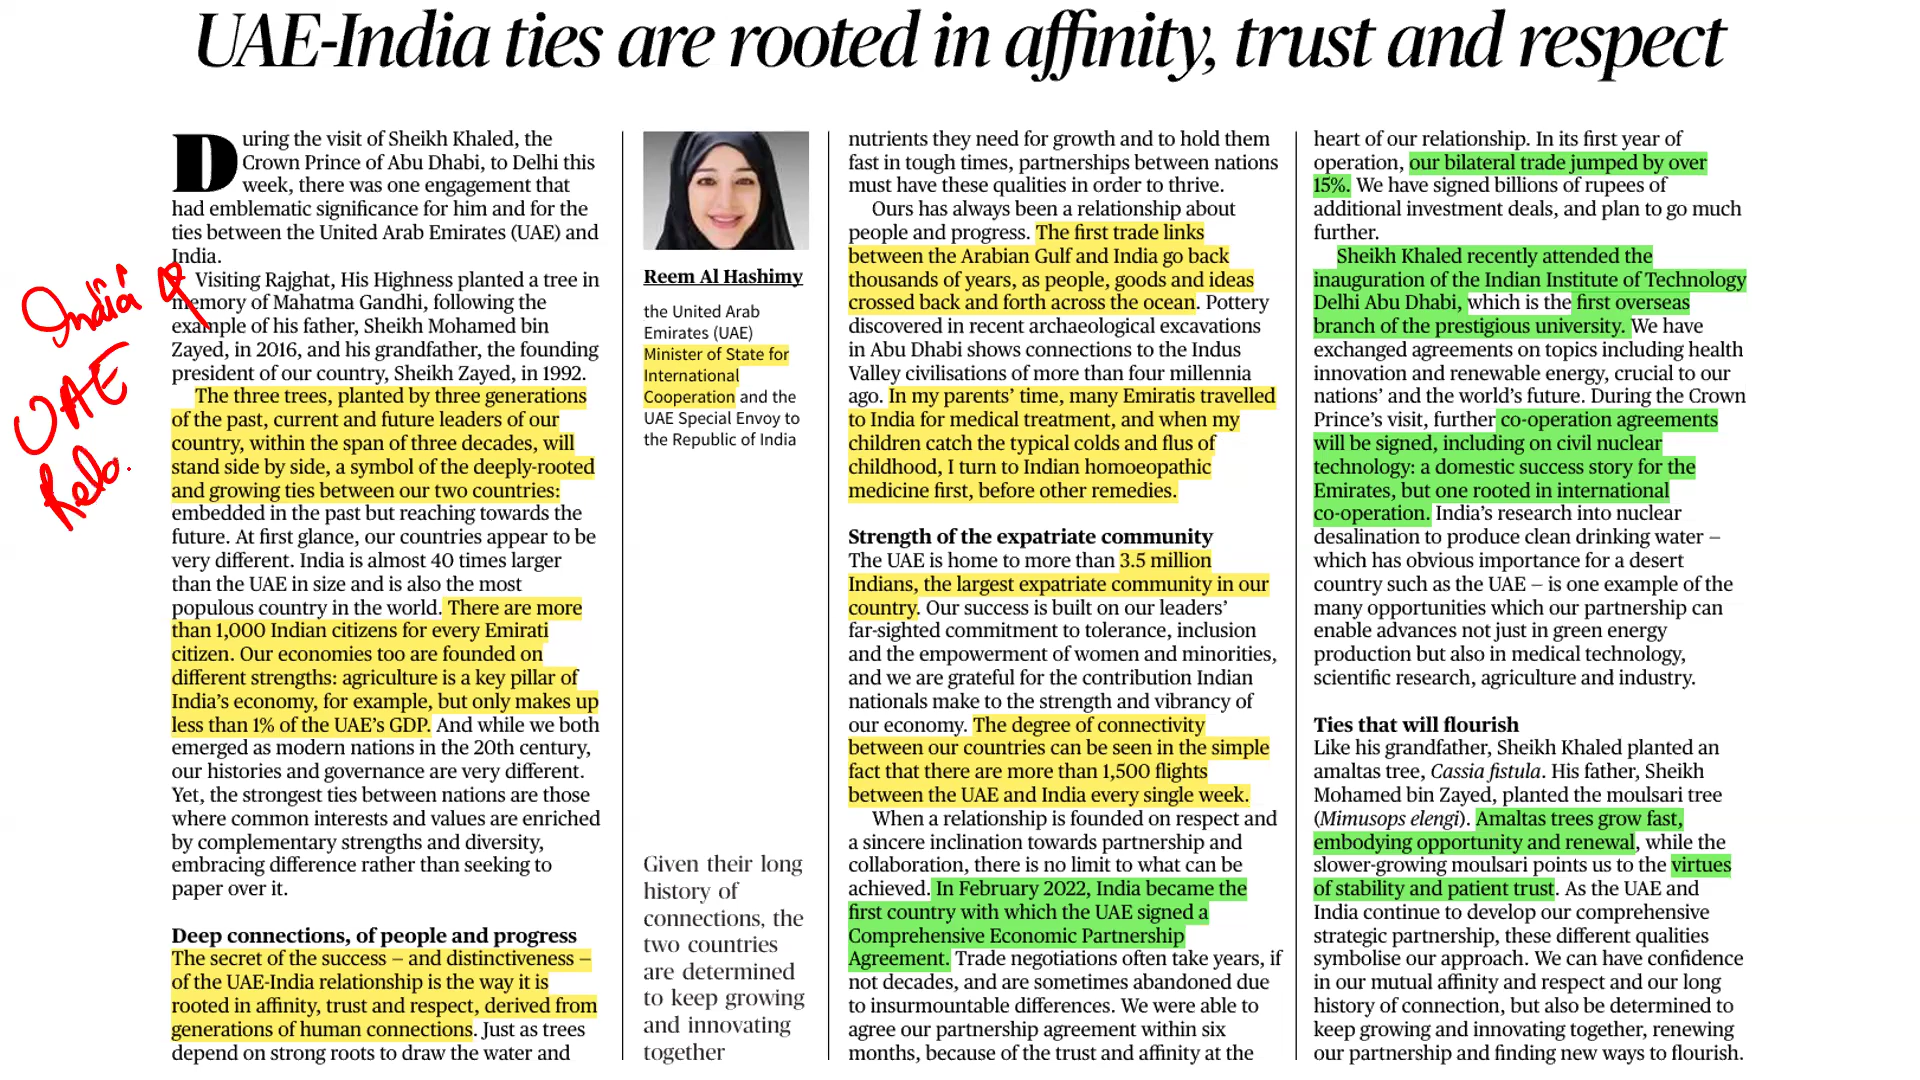 UAE-India ties are rooted in affinity, trust and respect
During the visit of Sheikh Khaled, the
Crown Prince of Abu Dhabi, to Delhi this
week, there was one engagement that
had emblematic significance for him and for the
ties between the United Arab Emirates (UAE) and
India.
Visiting Rajghat, His Highness planted a tree in
memory of Mahatma Gandhi, following the
example of his father, Sheikh Mohamed bin
Zayed, in 2016, and his grandfather, the founding
president of our country, Sheikh Zayed, in 1992.
The three trees, planted by three generations
of the past, current and future leaders of our
country, within the span of three decades, will
stand side by side, a symbol of the deeply-rooted
and growing ties between our two countries:
embedded in the past but reaching towards the
future. At first glance, our countries appear to be
very different. India is almost 40 times larger
than the UAE in size and is also the most
populous country in the world. There are more
than 1,000 Indian citizens for every Emirati
citizen. Our economies too are founded on
different strengths: agriculture is a key pillar of
India's economy, for example, but only makes up
less than 1% of the UAE's GDP. And while we both
emerged as modern nations in the 20th century,
our histories and governance are very different.
Yet, the strongest ties between nations are those
where common interests and values are enriched
by complementary strengths and diversity,
embracing difference rather than seeking to
paper over it.
Deep connections, of people and progress
The secret of the success – and distinctiveness –
of the UAE-India relationship is the way it is
rooted in affinity, trust and respect, derived from
generations of human connections. Just as trees
depend on strong roots to draw the water and
India &
UAE
Rela.
Reem Al Hashimy
the United Arab
Emirates (UAE)
Minister of State for
International
Cooperation and the
UAE Special Envoy to
the Republic of India
Given their long
history of
connections, the
two countries
are determined
to keep growing
and innovating
together
nutrients they need for growth and to hold them
fast in tough times, partnerships between nations
must have these qualities in order to thrive.
Ours has always been a relationship about
people and progress. The first trade links
between the Arabian Gulf and India go back
thousands of years, as people, goods and ideas
crossed back and forth across the ocean. Pottery
discovered in recent archaeological excavations
in Abu Dhabi shows connections to the Indus
Valley civilisations of more than four millennia
ago. In my parents' time, many Emiratis travelled
to India for medical treatment, and when my
children catch the typical colds and flus of
childhood, I turn to Indian homoeopathic
medicine first, before other remedies.
Strength of the expatriate community
The UAE is home to more than 3.5 million
Indians, the largest expatriate community in our
country. Our success is built on our leaders'
far-sighted commitment to tolerance, inclusion
and the empowerment of women and minorities,
and we are grateful for the contribution Indian
nationals make to the strength and vibrancy of
our economy. The degree of connectivity
between our countries can be seen in the simple
fact that there are more than 1,500 flights
between the UAE and India every single week.
When a relationship is founded on respect and
a sincere inclination towards partnership and
collaboration, there is no limit to what can be
achieved. In February 2022, India became the
first country with which the UAE signed a
Comprehensive Economic Partnership
Agreement. Trade negotiations often take years, if
not decades, and are sometimes abandoned due
to insurmountable differences. We were able to
agree our partnership agreement within six
months, because of the trust and affinity at the
heart of our relationship. In its first year of
operation, our bilateral trade jumped by over
15%. We have signed billions of rupees of
additional investment deals, and plan to go much
further.
Sheikh Khaled recently attended the
inauguration of the Indian Institute of Technology
Delhi Abu Dhabi, which is the first overseas
branch of the prestigious university. We have
exchanged agreements on topics including health
innovation and renewable energy, crucial to our
nations' and the world's future. During the Crown
Prince's visit, further co-operation agreements
will be signed, including on civil nuclear
technology: a domestic success story for the
Emirates, but one rooted in international
co-operation. India's research into nuclear
desalination to produce clean drinking water –
which has obvious importance for a desert
country such as the UAE – is one example of the
many opportunities which our partnership can
enable advances not just in green energy
production but also in medical technology,
scientific research, agriculture and industry.
Ties that will flourish
Like his grandfather, Sheikh Khaled planted an
amaltas tree, Cassia fistula. His father, Sheikh
Mohamed bin Zayed, planted the moulsari tree
(Mimusops elengi). Amaltas trees grow fast,
embodying opportunity and renewal, while the
slower-growing moulsari points us to the virtues
of stability and patient trust. As the UAE and
India continue to develop our comprehensive
strategic partnership, these different qualities
symbolise our approach. We can have confidence
in our mutual affinity and respect and our long
history of connection, but also be determined to
keep growing and innovating together, renewing
our partnership and finding new ways to flourish.